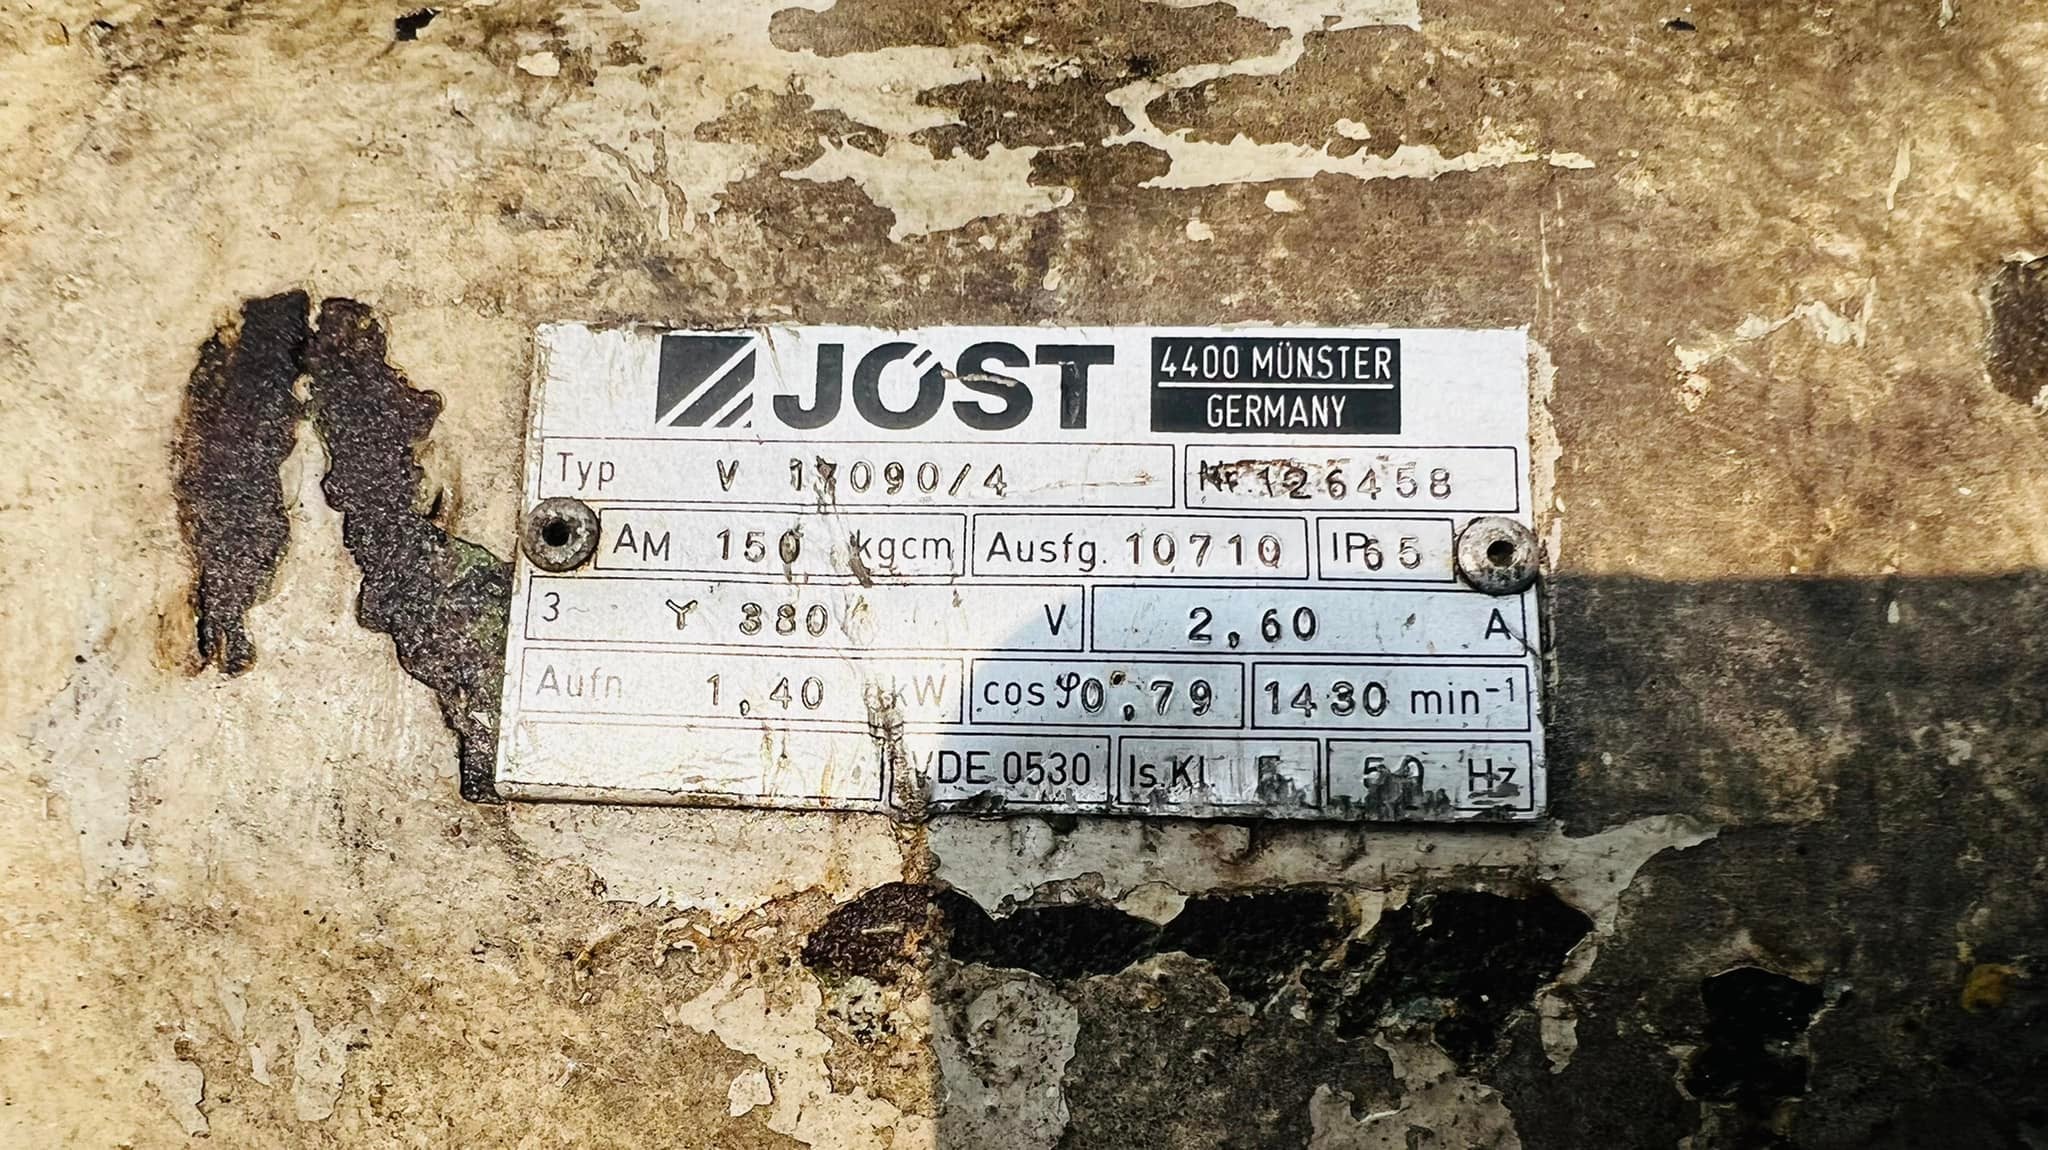 JÖST 4400 MÜNSTER
GERMANY
Typ V 17090/4 Nr. 126458
AM 150 kgcm Ausfg. 10710 IP 65
3~ Y 380 V 2,60 A
Aufn 1,40 kW cos φ 0,79 1430 min⁻¹
VDE 0530 Is.Kl F 50 Hz